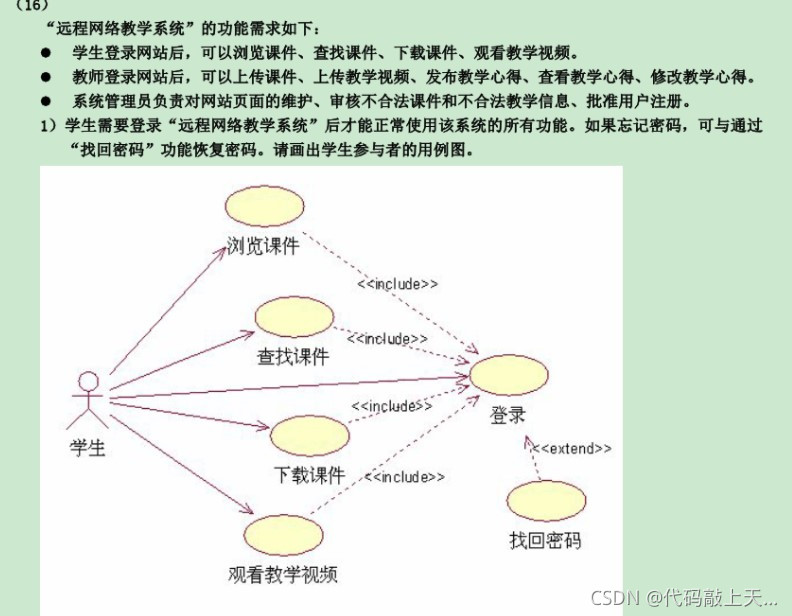 （16）
“远程网络教学系统”的功能需求如下：
● 学生登录网站后，可以浏览课件、查找课件、下载课件、观看教学视频。
● 教师登录网站后，可以上传课件、上传教学视频、发布教学心得、查看教学心得、修改教学心得。
● 系统管理员负责对网站页面的维护、审核不合法课件和不合法教学信息、批准用户注册。
1）学生需要登录“远程网络教学系统”后才能正常使用该系统的所有功能。如果忘记密码，可与通过
“找回密码”功能恢复密码。请画出学生参与者的用例图。
浏览课件
<<include>>
<<include>>
查找课件
<<include>>
登录
学生
<<extend>>
下载课件
<<include>>
找回密码
观看教学视频
CSDN @代码敲上天...